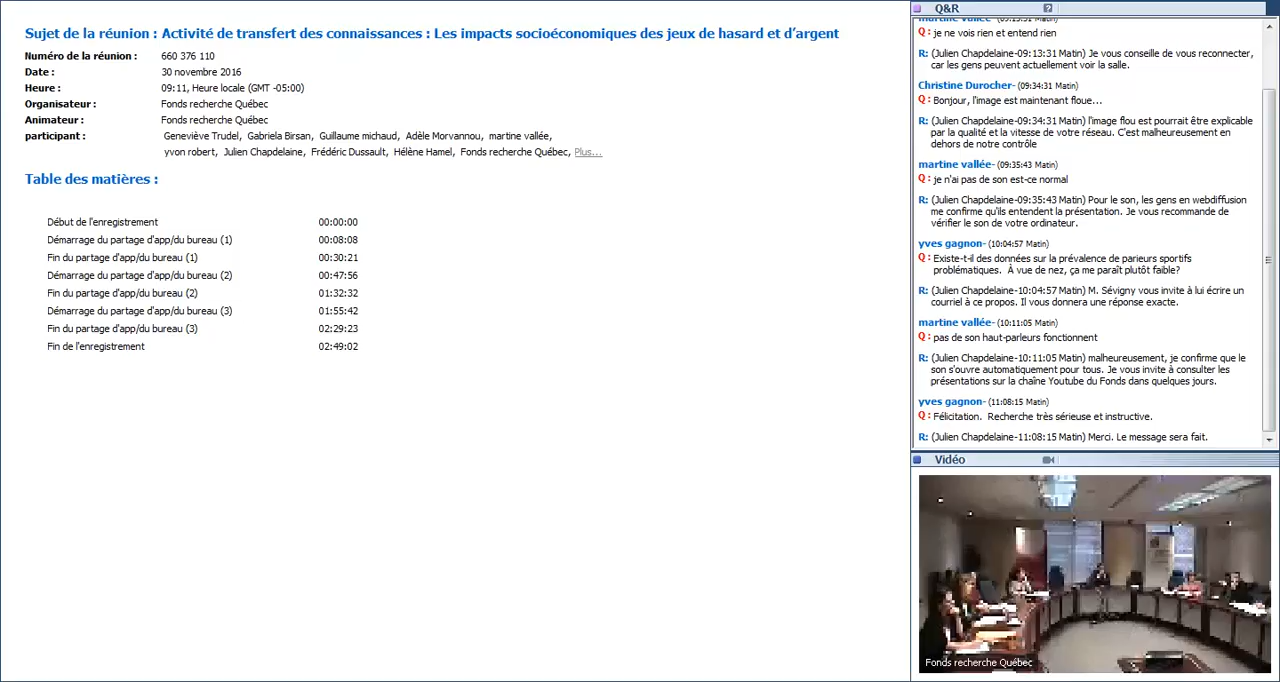 Sujet de la réunion : Activité de transfert des connaissances : Les impacts socioéconomiques des jeux de hasard et d'argent
Numéro de la réunion : 660 376 110
Date : 30 novembre 2016
Heure : 09:11, Heure locale (GMT -05:00)
Organisateur : Fonds recherche Québec
Animateur : Fonds recherche Québec
participant : Geneviève Trudel, Gabriela Birsan, Guillaume michaud, Adèle Morvannou, martine vallée,
yvon robert, Julien Chapdelaine, Frédéric Dussault, Hélène Hamel, Fonds recherche Québec, Plus...
Table des matières :
Début de l'enregistrement 00:00:00
Démarrage du partage d'app/du bureau (1) 00:08:08
Fin du partage d'app/du bureau (1) 00:30:21
Démarrage du partage d'app/du bureau (2) 00:47:56
Fin du partage d'app/du bureau (2) 01:32:32
Démarrage du partage d'app/du bureau (3) 01:55:42
Fin du partage d'app/du bureau (3) 02:29:23
Fin de l'enregistrement 02:49:02
Q&R
martine vallée- (09:13:31 Matin)
Q : je ne vois rien et entend rien
R: (Julien Chapdelaine-09:13:31 Matin) Je vous conseille de vous reconnecter,
car les gens peuvent actuellement voir la salle.
Christine Durocher- (09:34:31 Matin)
Q : Bonjour, l'image est maintenant floue...
R: (Julien Chapdelaine-09:34:31 Matin) l'image flou est pourrait être explicable
par la qualité et la vitesse de votre réseau. C'est malheureusement en
dehors de notre contrôle
martine vallée- (09:35:43 Matin)
Q : je n'ai pas de son est-ce normal
R: (Julien Chapdelaine-09:35:43 Matin) Pour le son, les gens en webdiffusion
me confirme qu'ils entendent la présentation. Je vous recommande de
vérifier le son de votre ordinateur.
yves gagnon- (10:04:57 Matin)
Q : Existe-t-il des données sur la prévalence de parieurs sportifs
problématiques. À vue de nez, ça me paraît plutôt faible?
R: (Julien Chapdelaine-10:04:57 Matin) M. Sévigny vous invite à lui écrire un
courriel à ce propos. Il vous donnera une réponse exacte.
martine vallée- (10:11:05 Matin)
Q : pas de son haut-parleurs fonctionnent
R: (Julien Chapdelaine-10:11:05 Matin) malheureusement, je confirme que le
son s'ouvre automatiquement pour tous. Je vous invite à consulter les
présentations sur la chaîne Youtube du Fonds dans quelques jours.
yves gagnon- (11:08:15 Matin)
Q : Félicitation. Recherche très sérieuse et instructive.
R: (Julien Chapdelaine-11:08:15 Matin) Merci. Le message sera fait.
Vidéo
Fonds recherche Québec